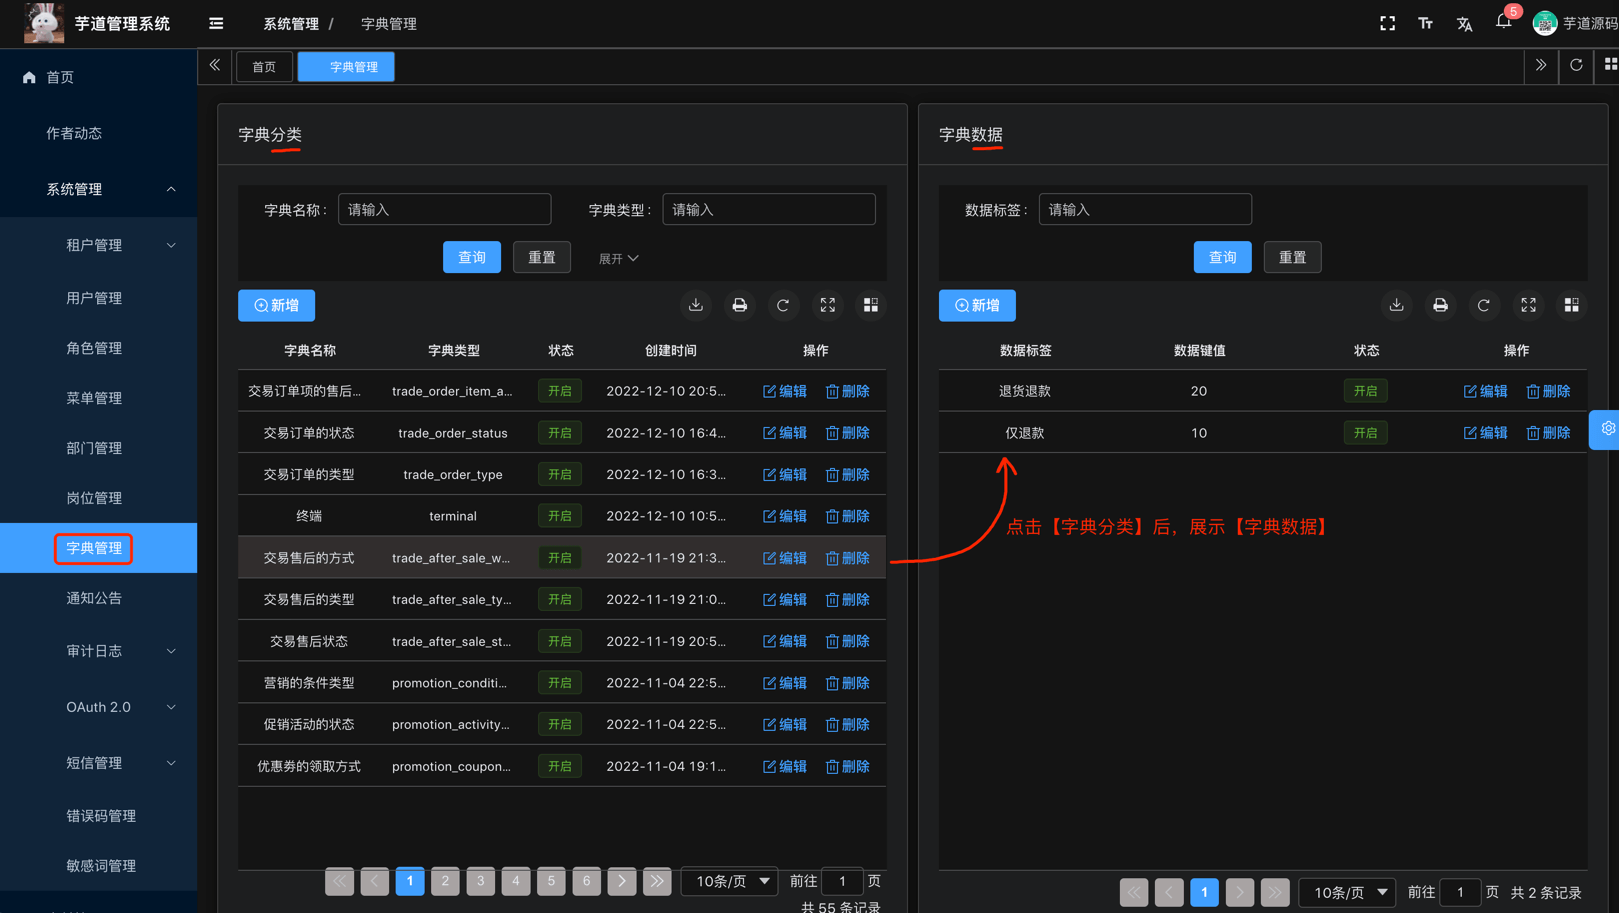 芋道管理系统
系统管理 / 字典管理
5
芋道源码
首页
字典管理
首页
作者动态
系统管理
租户管理
用户管理
角色管理
菜单管理
部门管理
岗位管理
字典管理
通知公告
审计日志
OAuth 2.0
短信管理
错误码管理
敏感词管理
字典分类
字典名称： 请输入 字典类型： 请输入
查询 重置 展开
新增
字典名称 字典类型 状态 创建时间 操作
交易订单项的售后... trade_order_item_a... 开启 2022-12-10 20:5... 编辑 删除
交易订单的状态 trade_order_status 开启 2022-12-10 16:4... 编辑 删除
交易订单的类型 trade_order_type 开启 2022-12-10 16:3... 编辑 删除
终端 terminal 开启 2022-12-10 10:5... 编辑 删除
交易售后的方式 trade_after_sale_w... 开启 2022-11-19 21:3... 编辑 删除
交易售后的类型 trade_after_sale_ty... 开启 2022-11-19 21:0... 编辑 删除
交易售后状态 trade_after_sale_st... 开启 2022-11-19 20:5... 编辑 删除
营销的条件类型 promotion_conditi... 开启 2022-11-04 22:5... 编辑 删除
促销活动的状态 promotion_activity... 开启 2022-11-04 22:5... 编辑 删除
优惠劵的领取方式 promotion_coupon... 开启 2022-11-04 19:1... 编辑 删除
1 2 3 4 5 6 10条/页 前往 1 页
共 55 条记录
字典数据
数据标签： 请输入
查询 重置
新增
数据标签 数据键值 状态 操作
退货退款 20 开启 编辑 删除
仅退款 10 开启 编辑 删除
点击【字典分类】后，展示【字典数据】
1 10条/页 前往 1 页 共 2 条记录